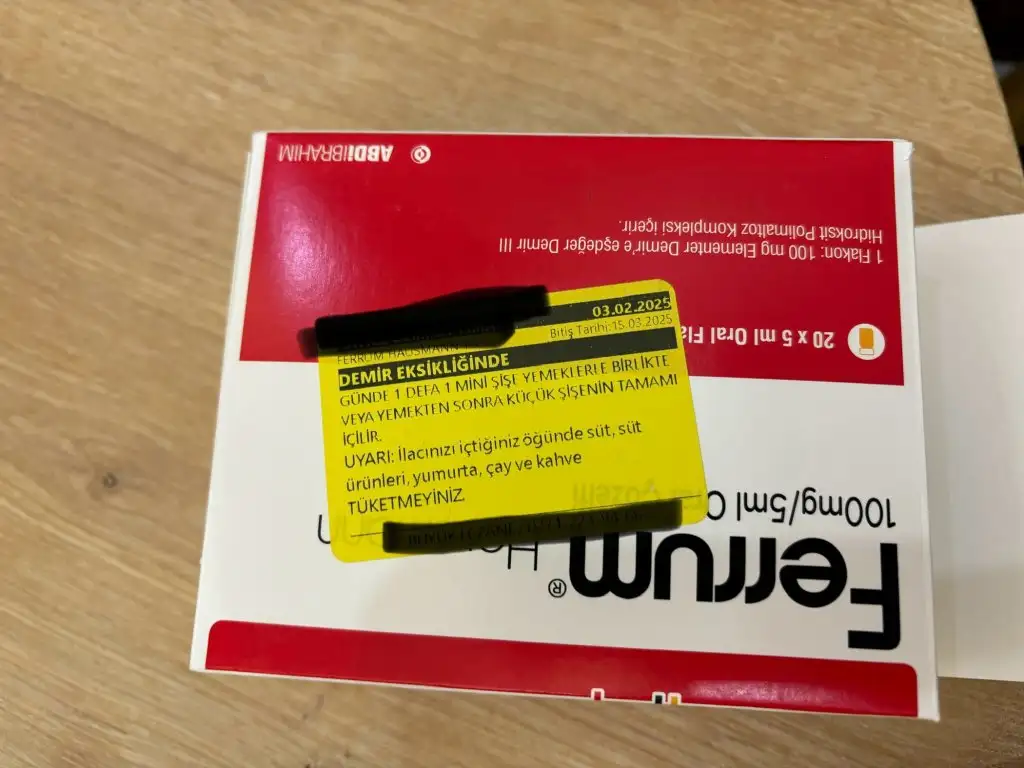 ABDİ İBRAHİM
1 Flakon: 100 mg Elementer Demir'e eşdeğer Demir III
Hidroksit Polimaltoz Kompleksi içerir.
20 x 5 ml Oral
03.02.2025
Bitiş Tarihi:15.03.2025
FERRUM HAUSMANN
DEMİR EKSİKLİĞİNDE
GÜNDE 1 DEFA 1 MİNİ ŞİŞE YEMEKLERLE BİRLİKTE
VEYA YEMEKTEN SONRA KÜÇÜK ŞİŞENİN TAMAMI
İÇİLİR.
UYARI: İlacınızı içtiğiniz öğünde süt, süt
ürünleri, yumurta, çay ve kahve
TÜKETMEYİNİZ
100mg/5ml Oral Çözelti
Ferrum®